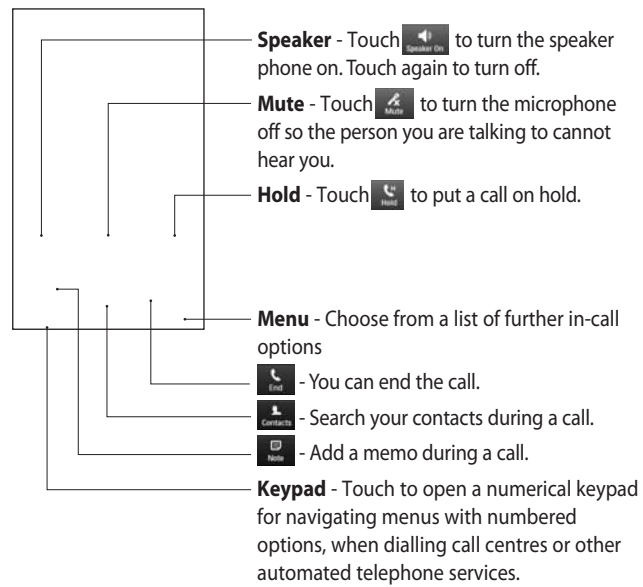 Speaker - Touch Speaker On to turn the speaker
phone on. Touch again to turn off.
Mute - Touch Mute to turn the microphone
off so the person you are talking to cannot
hear you.
Hold - Touch Hold to put a call on hold.
Menu - Choose from a list of further in-call
options
End - You can end the call.
Contacts - Search your contacts during a call.
Note - Add a memo during a call.
Keypad - Touch to open a numerical keypad
for navigating menus with numbered
options, when dialling call centres or other
automated telephone services.